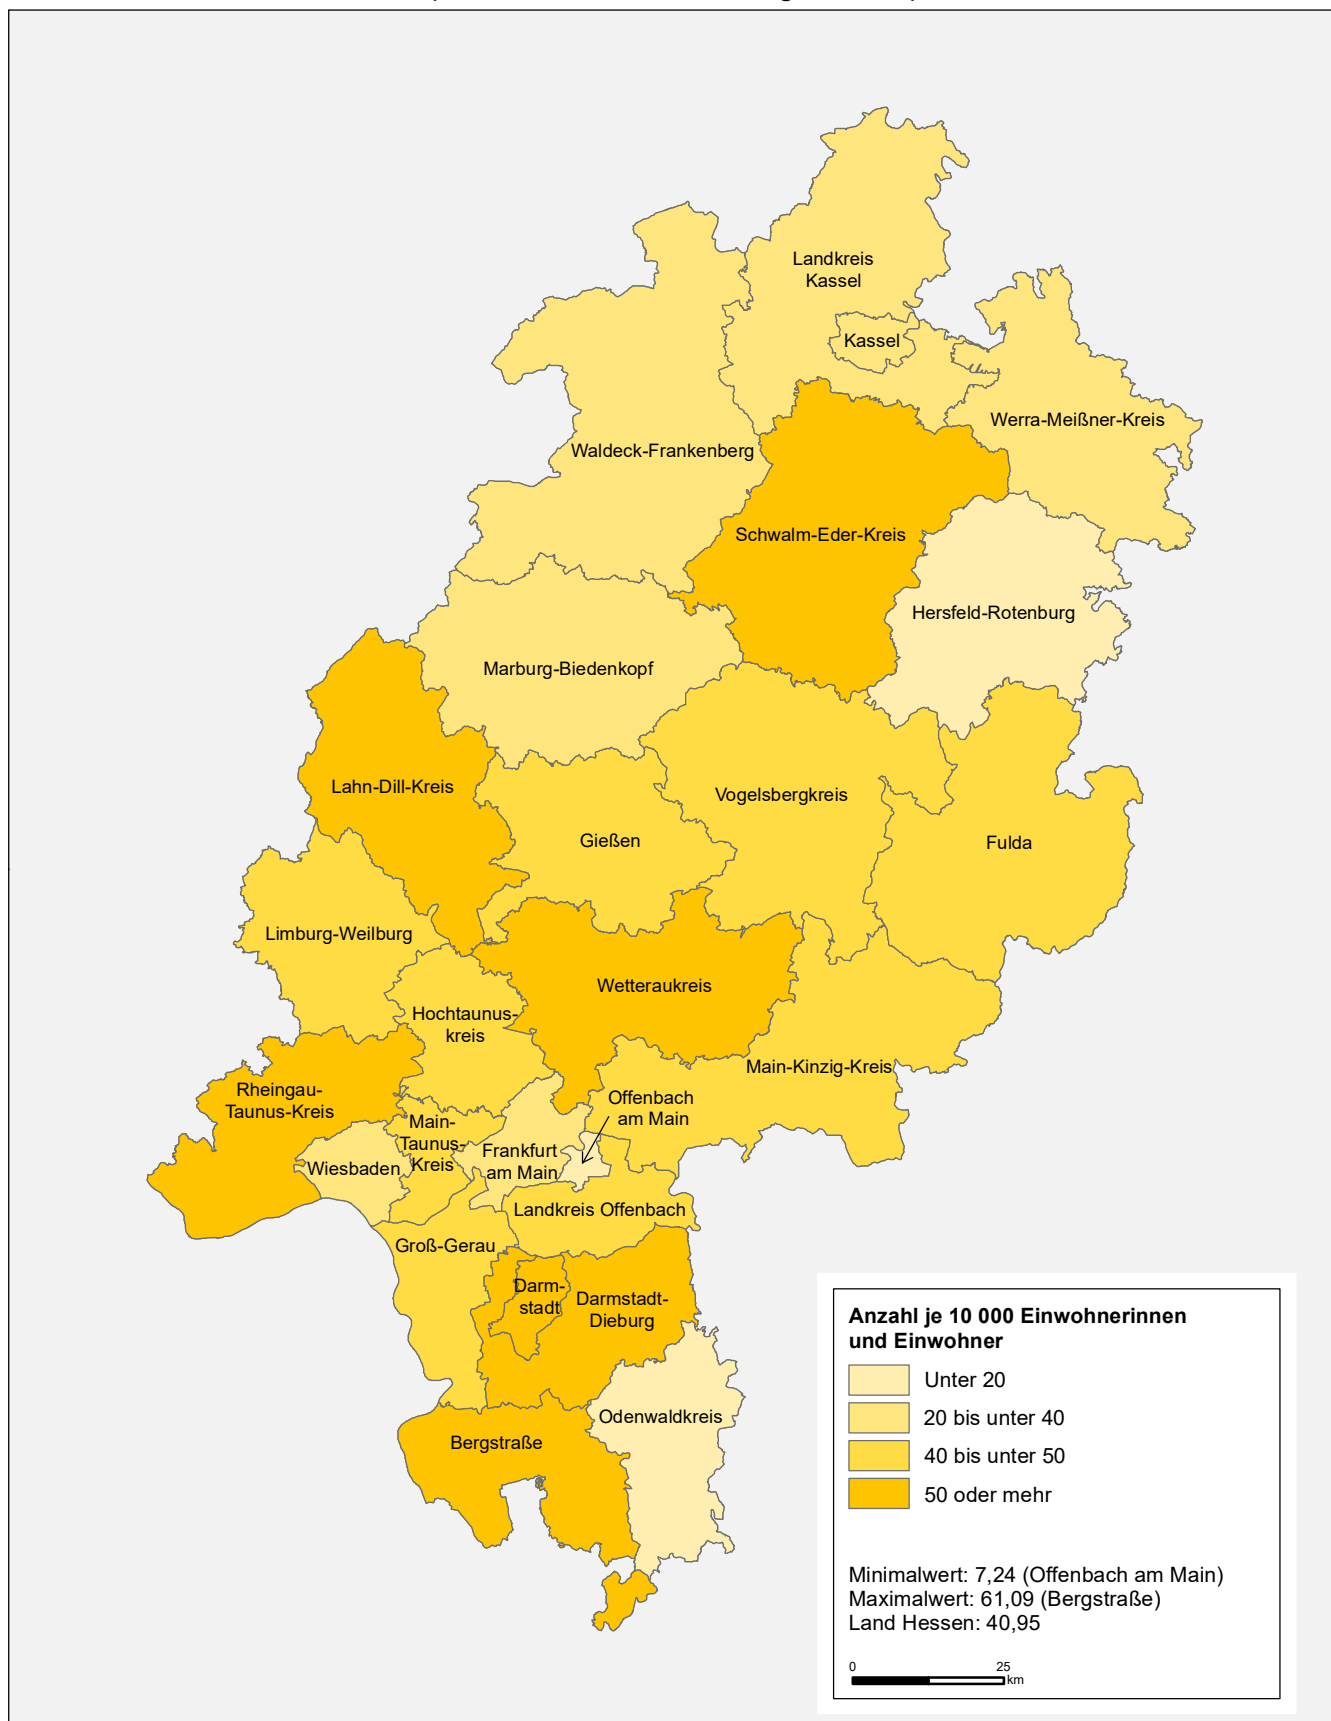 Landkreis
Kassel
Kassel
Werra-Meißner-Kreis
Waldeck-Frankenberg
Schwalm-Eder-Kreis
Hersfeld-Rotenburg
Marburg-Biedenkopf
Lahn-Dill-Kreis
Vogelsbergkreis
Gießen
Fulda
Limburg-Weilburg
Wetteraukreis
Hochtaunus-
kreis
Main-Kinzig-Kreis
Rheingau-
Taunus-Kreis
Offenbach
am Main
Main-
Taunus-
Kreis
Frankfurt
am Main
Wiesbaden
Landkreis Offenbach
Groß-Gerau
Darm-
stadt
Darmstadt-
Dieburg
Odenwaldkreis
Bergstraße
Anzahl je 10 000 Einwohnerinnen
und Einwohner
Unter 20
20 bis unter 40
40 bis unter 50
50 oder mehr
Minimalwert: 7,24 (Offenbach am Main)
Maximalwert: 61,09 (Bergstraße)
Land Hessen: 40,95
0 25
km